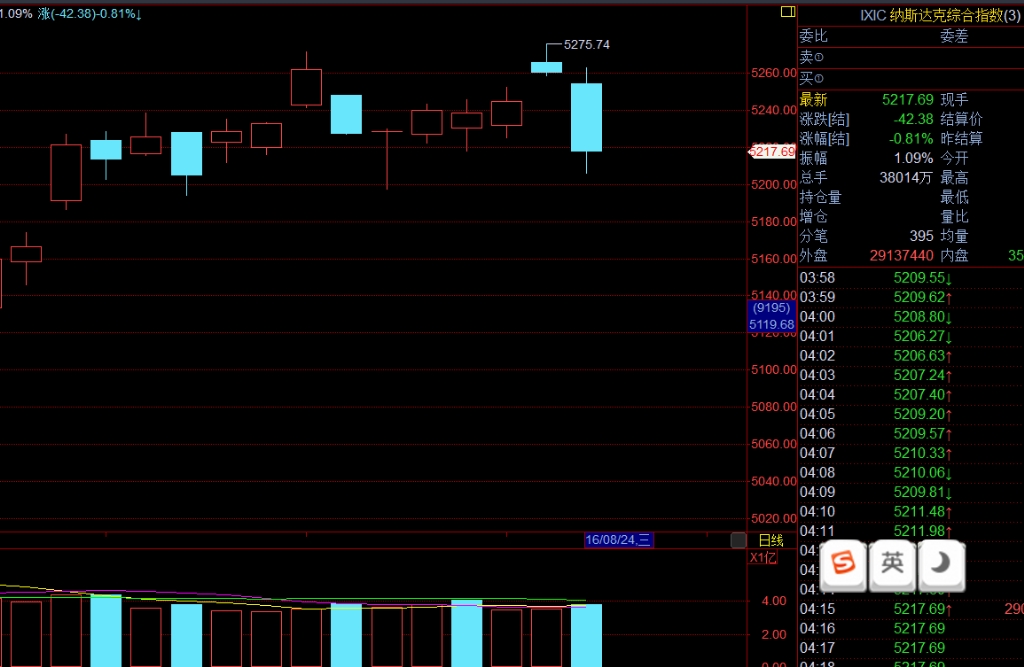 1.09% 涨(-42.38)-0.81%↓
IXIC 纳斯达克综合指数(3)
委比 委差
卖①
买①
最新 5217.69 现手
涨跌[结] -42.38 结算价
涨幅[结] -0.81% 昨结算
振幅 1.09% 今开
总手 38014万 最高
持仓量 最低
增仓 量比
分笔 395 均量
外盘 29137440 内盘 35
03:58 5209.55↓
03:59 5209.62↑
04:00 5208.80↓
04:01 5206.27↓
04:02 5206.63↑
04:03 5207.24↑
04:04 5207.40↑
04:05 5209.20↑
04:06 5209.57↑
04:07 5210.33↑
04:08 5210.06↓
04:09 5209.81↓
04:10 5211.48↑
04:11 5211.98↑
04:15 5217.69↑ 290
04:16 5217.69
04:17 5217.69
04:18 5217.69
S
英
5275.74
5260.00
5240.00
5217.69
5200.00
5180.00
5160.00
5140.00
(9195)
5119.68
5120.00
5100.00
5080.00
5060.00
5040.00
5020.00
16/08/24,三
日线
X1亿
4.00
2.00
0.00